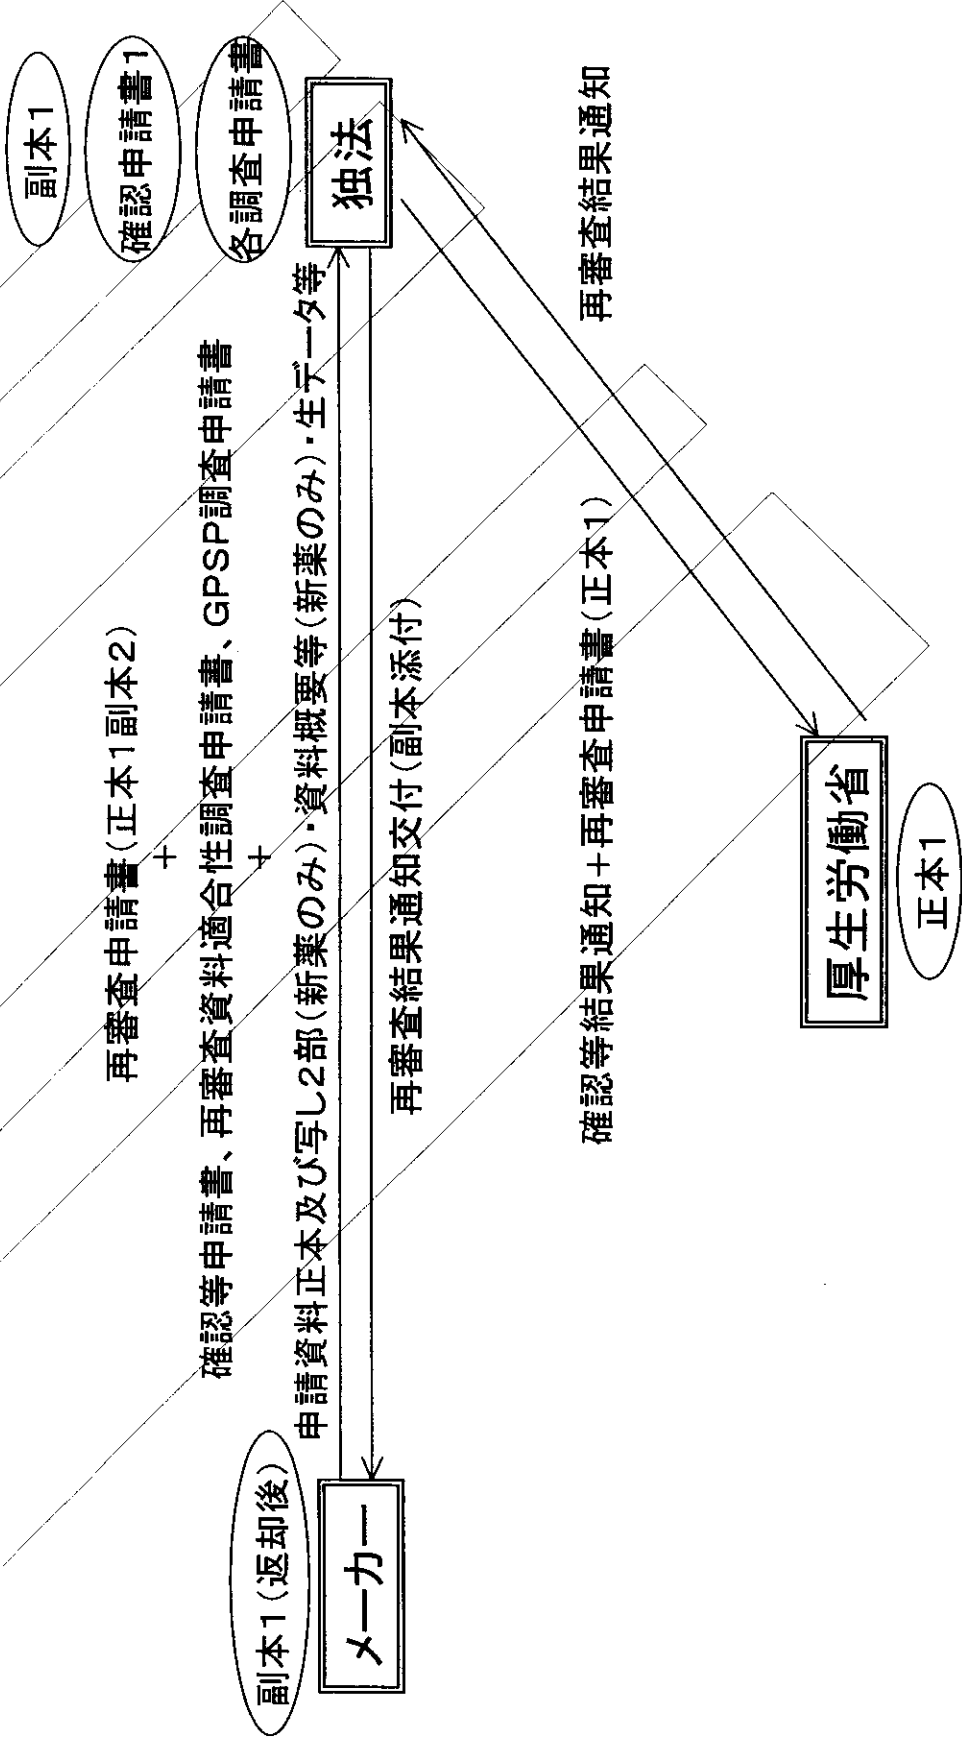 副本1
確認申請書1
各調査申請書
独法
再審査申請書(正本1副本2)
+
確認等申請書、再審査資料適合性調査申請書、GPSP調査申請書
+
申請資料正本及び写し2部(新薬のみ)・資料概要等(新薬のみ)・生データ等
再審査結果通知交付(副本添付)
副本1(返却後)
メーカー
再審査結果通知
確認等結果通知+再審査申請書(正本1)
厚生労働省
正本1